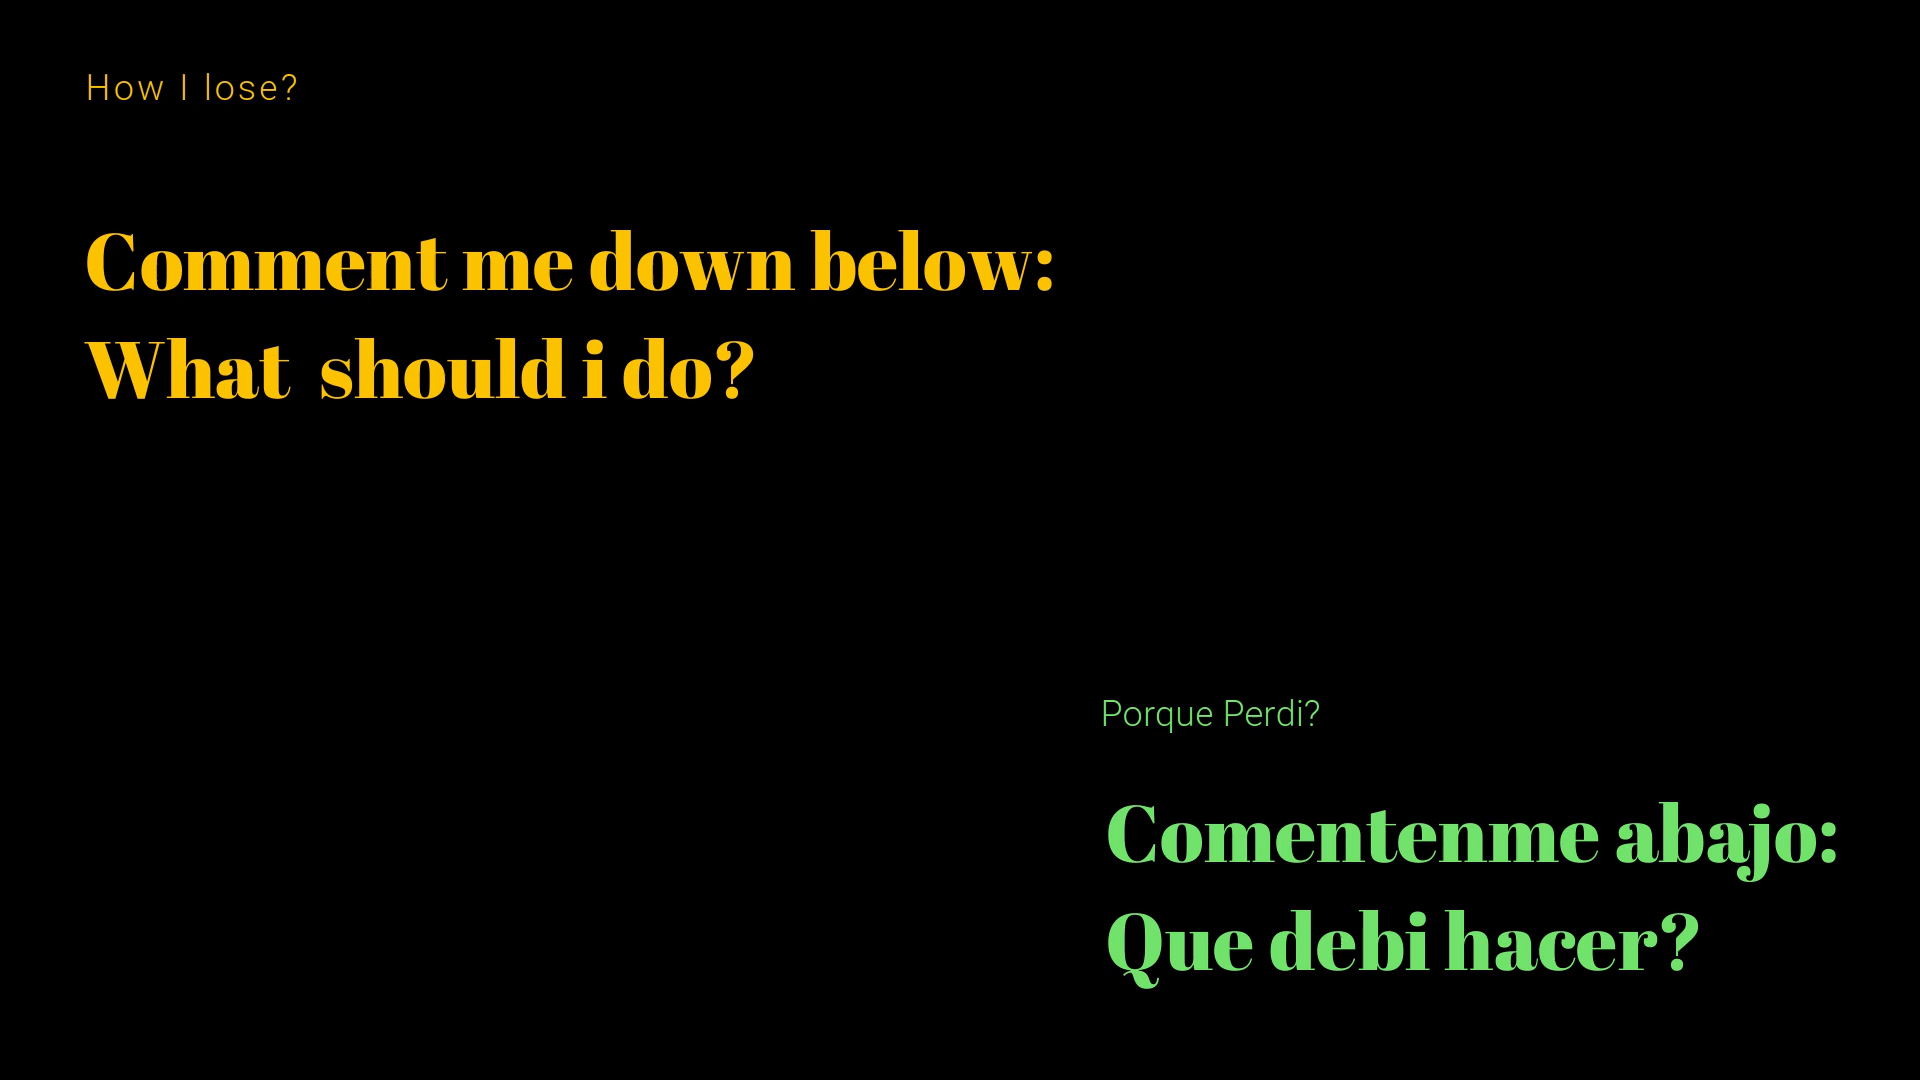 How I lose?
Comment me down below:
What  should i do?
Porque Perdi?
Comentenme abajo:
Que debi hacer?